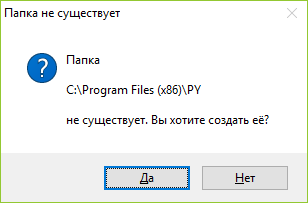 Папка не существует
Папка
C:\Program Files (x86)\PY
не существует. Вы хотите создать её?
Да
Нет